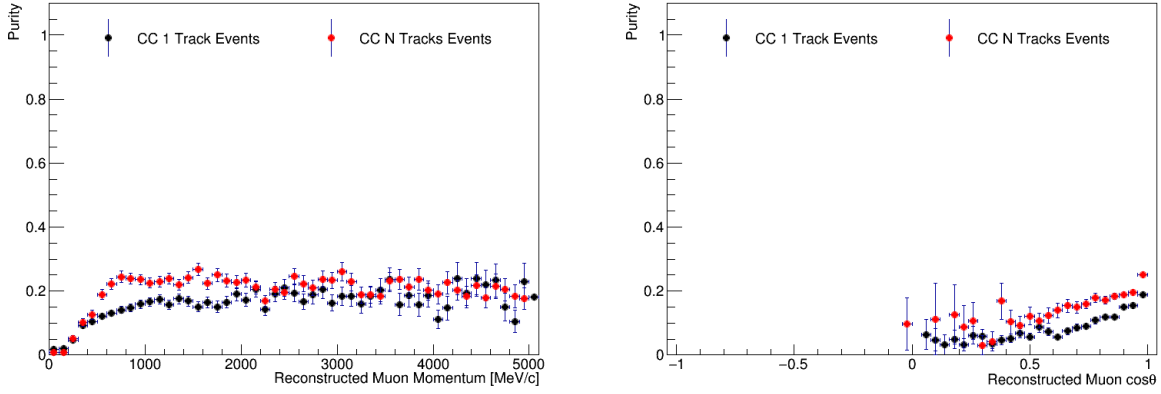 Purity
CC 1 Track Events
CC N Tracks Events
1
0.8
0.6
0.4
0.2
0
0 1000 2000 3000 4000 5000
Reconstructed Muon Momentum [MeV/c]
Purity
CC 1 Track Events
CC N Tracks Events
1
0.8
0.6
0.4
0.2
0
−1 −0.5 0 0.5 1
Reconstructed Muon cosθ